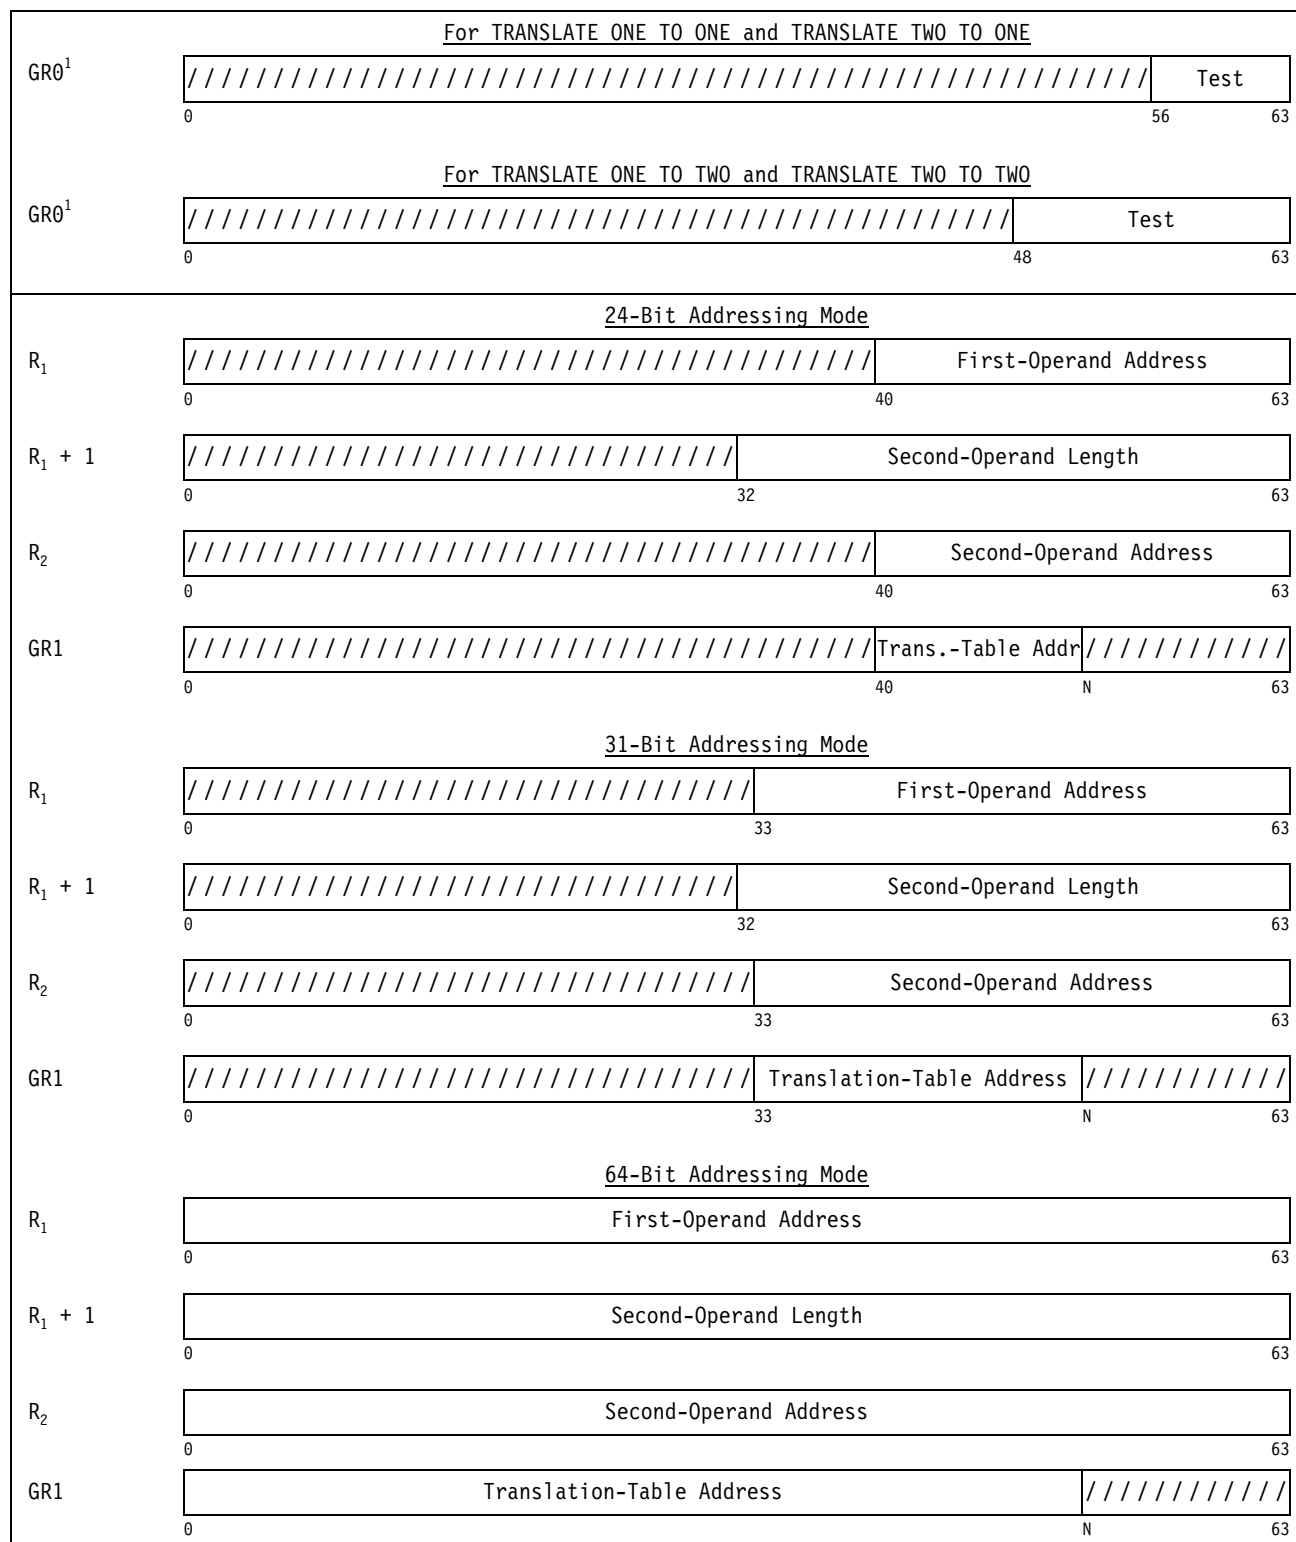 For TRANSLATE ONE TO ONE and TRANSLATE TWO TO ONE
GR0¹ //////////////////////////////////////////////////////// Test
0 56 63
For TRANSLATE ONE TO TWO and TRANSLATE TWO TO TWO
GR0¹ //////////////////////////////////////////////// Test
0 48 63
24-Bit Addressing Mode
R₁ //////////////////////////////////////// First-Operand Address
0 40 63
R₁ + 1 //////////////////////////////// Second-Operand Length
0 32 63
R₂ //////////////////////////////////////// Second-Operand Address
0 40 63
GR1 //////////////////////////////////////// Trans.-Table Addr ////////////
0 40 N 63
31-Bit Addressing Mode
R₁ ///////////////////////////////// First-Operand Address
0 33 63
R₁ + 1 //////////////////////////////// Second-Operand Length
0 32 63
R₂ ///////////////////////////////// Second-Operand Address
0 33 63
GR1 ///////////////////////////////// Translation-Table Address ////////////
0 33 N 63
64-Bit Addressing Mode
R₁ First-Operand Address
0 63
R₁ + 1 Second-Operand Length
0 63
R₂ Second-Operand Address
0 63
GR1 Translation-Table Address ////////////
0 N 63